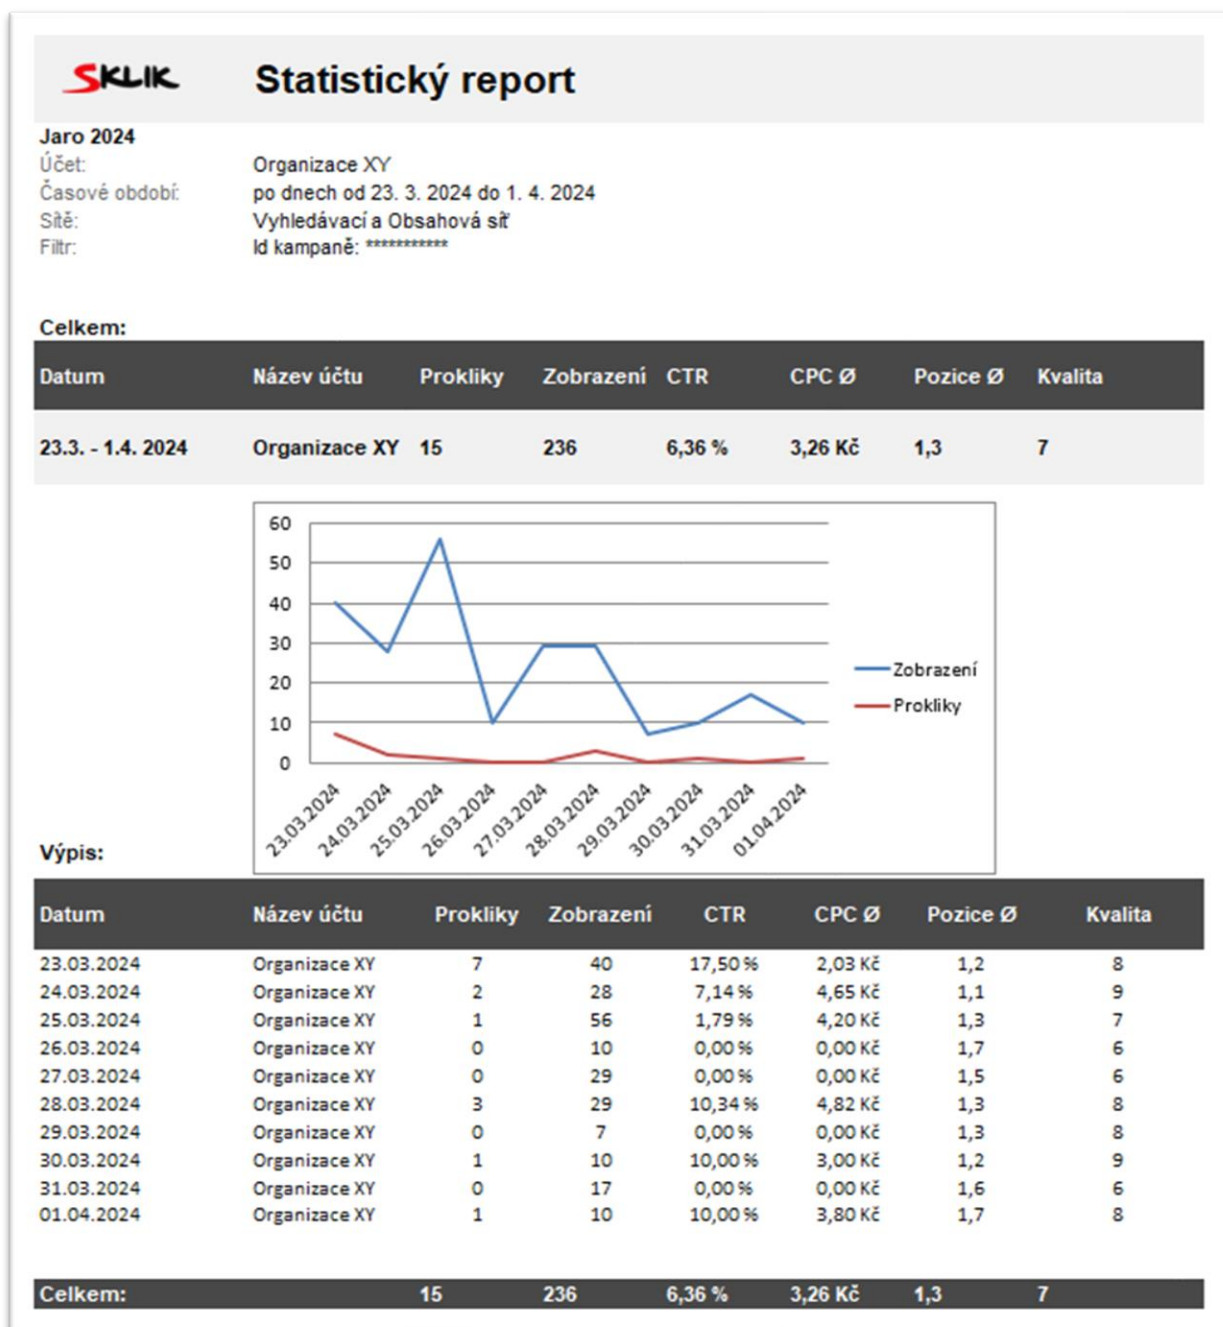 SKLIK Statistický report
Jaro 2024
Účet: Organizace XY
Časové období: po dnech od 23. 3. 2024 do 1. 4. 2024
Sítě: Vyhledávací a Obsahová síť
Filtr: Id kampaně: ***********
Celkem:
Datum Název účtu Prokliky Zobrazení CTR CPC Ø Pozice Ø Kvalita
23.3. - 1.4. 2024 Organizace XY 15 236 6,36 % 3,26 Kč 1,3 7
60
50
40
30
20
10
0
Zobrazení
Prokliky
23.03.2024 24.03.2024 25.03.2024 26.03.2024 27.03.2024 28.03.2024 29.03.2024 30.03.2024 31.03.2024 01.04.2024
Výpis:
Datum Název účtu Prokliky Zobrazení CTR CPC Ø Pozice Ø Kvalita
23.03.2024 Organizace XY 7 40 17,50 % 2,03 Kč 1,2 8
24.03.2024 Organizace XY 2 28 7,14 % 4,65 Kč 1,1 9
25.03.2024 Organizace XY 1 56 1,79 % 4,20 Kč 1,3 7
26.03.2024 Organizace XY 0 10 0,00 % 0,00 Kč 1,7 6
27.03.2024 Organizace XY 0 29 0,00 % 0,00 Kč 1,5 6
28.03.2024 Organizace XY 3 29 10,34 % 4,82 Kč 1,3 8
29.03.2024 Organizace XY 0 7 0,00 % 0,00 Kč 1,3 8
30.03.2024 Organizace XY 1 10 10,00 % 3,00 Kč 1,2 9
31.03.2024 Organizace XY 0 17 0,00 % 0,00 Kč 1,6 6
01.04.2024 Organizace XY 1 10 10,00 % 3,80 Kč 1,7 8
Celkem: 15 236 6,36 % 3,26 Kč 1,3 7